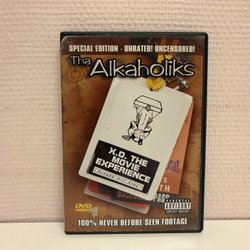 SPECIAL EDITION - UNRATED! UNCENSORED!
Tha Alkaholiks
X.O. THE
MOVIE
EXPERIENCE
PARENTAL
ADVISORY
EXPLICIT CONTENT
DVD
100% NEVER BEFORE SEEN FOOTAGE